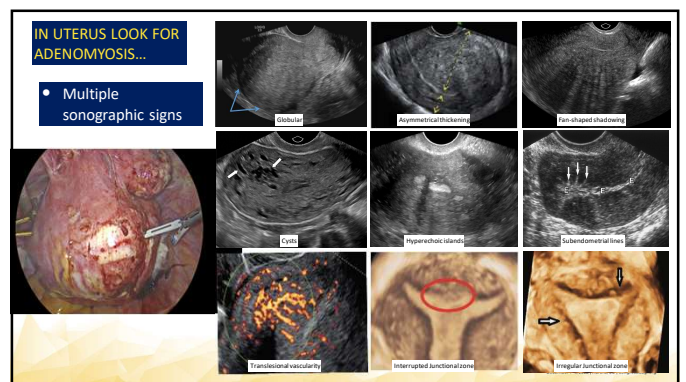 IN UTERUS LOOK FOR
ADENOMYOSIS…
• Multiple
sonographic signs
Globular
Asymmetrical thickening
Fan-shaped shadowing
Cysts
Hyperechoic islands
Subendometrial lines
E
E
E
Translesional vascularity
Interrupted Junctional zone
Irregular Junctional zone